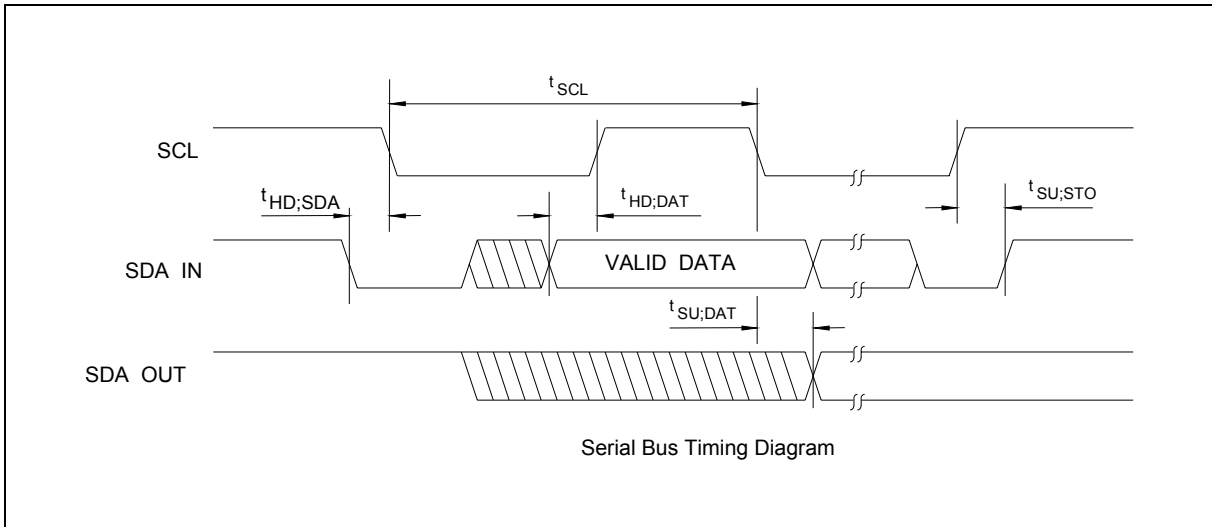 t SCL
SCL
t HD;SDA
t HD;DAT
t SU;STO
SDA IN
VALID DATA
t SU;DAT
SDA OUT
Serial Bus Timing Diagram